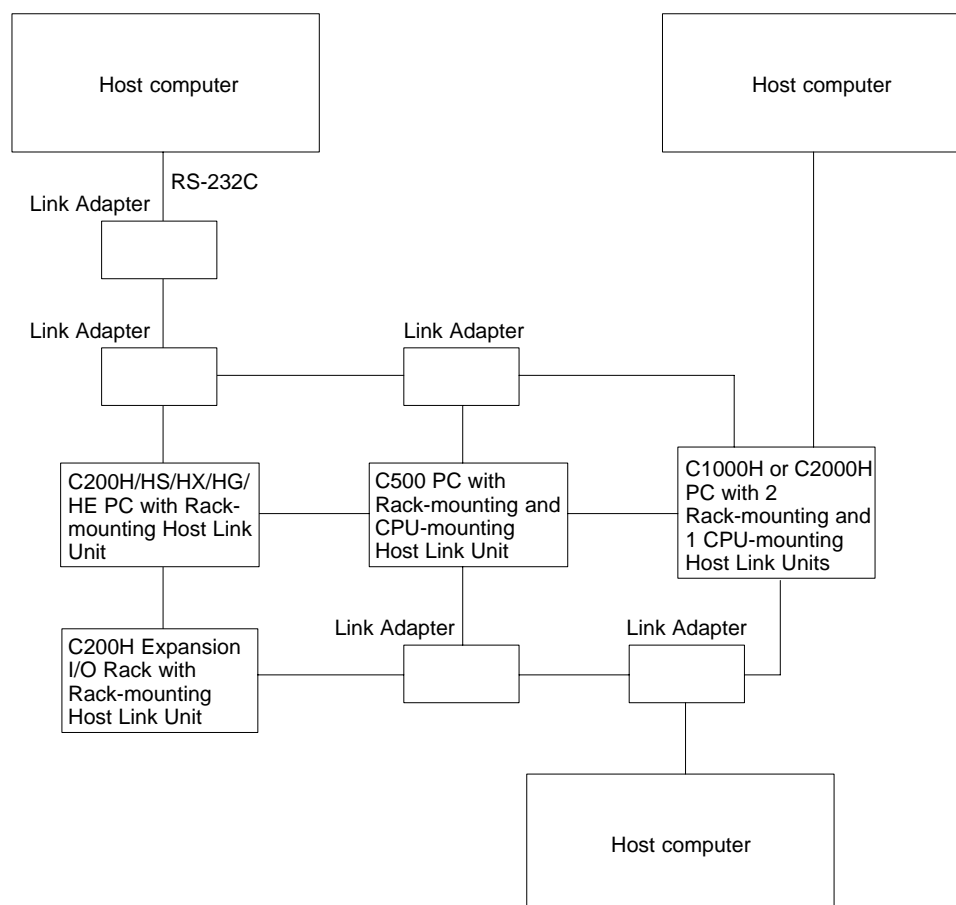 Host computer
Host computer
RS-232C
Link Adapter
Link Adapter
Link Adapter
C200H/HS/HX/HG/
HE PC with Rack-
mounting Host Link
Unit
C500 PC with
Rack-mounting and
CPU-mounting
Host Link Unit
C1000H or C2000H
PC with 2
Rack-mounting and
1 CPU-mounting
Host Link Units
Link Adapter
Link Adapter
C200H Expansion
I/O Rack with
Rack-mounting
Host Link Unit
Host computer